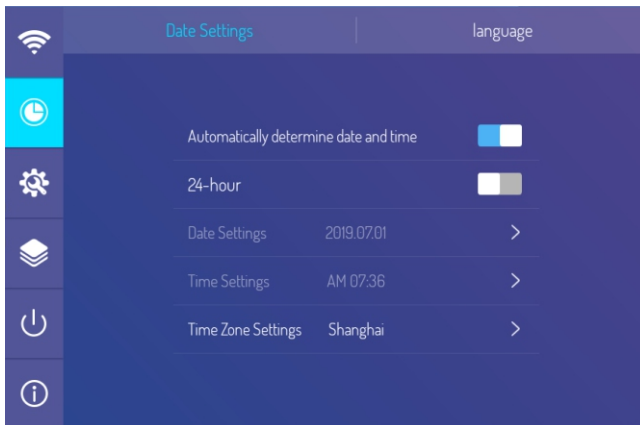 Date Settings language
Automatically determine date and time
24-hour
Date Settings 2019.07.01
Time Settings AM 07:36
Time Zone Settings Shanghai